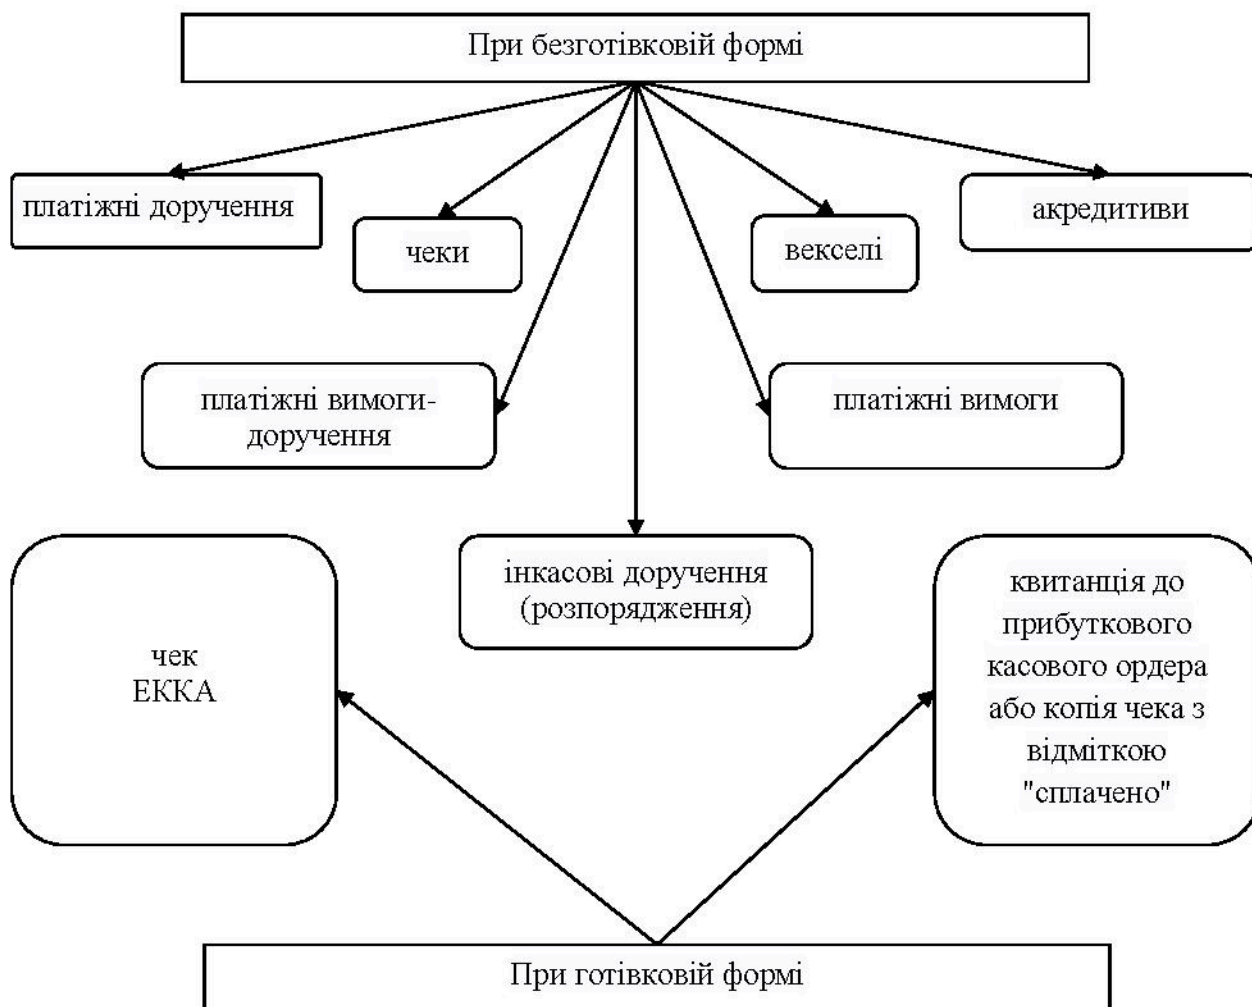 При безготівковій формі
платіжні доручення
чеки
векселі
акредитиви
платіжні вимоги-
доручення
платіжні вимоги
інкасові доручення
(розпорядження)
чек
ЕККА
квитанція до
прибуткового
касового ордера
або копія чека з
відміткою
"сплачено"
При готівковій формі